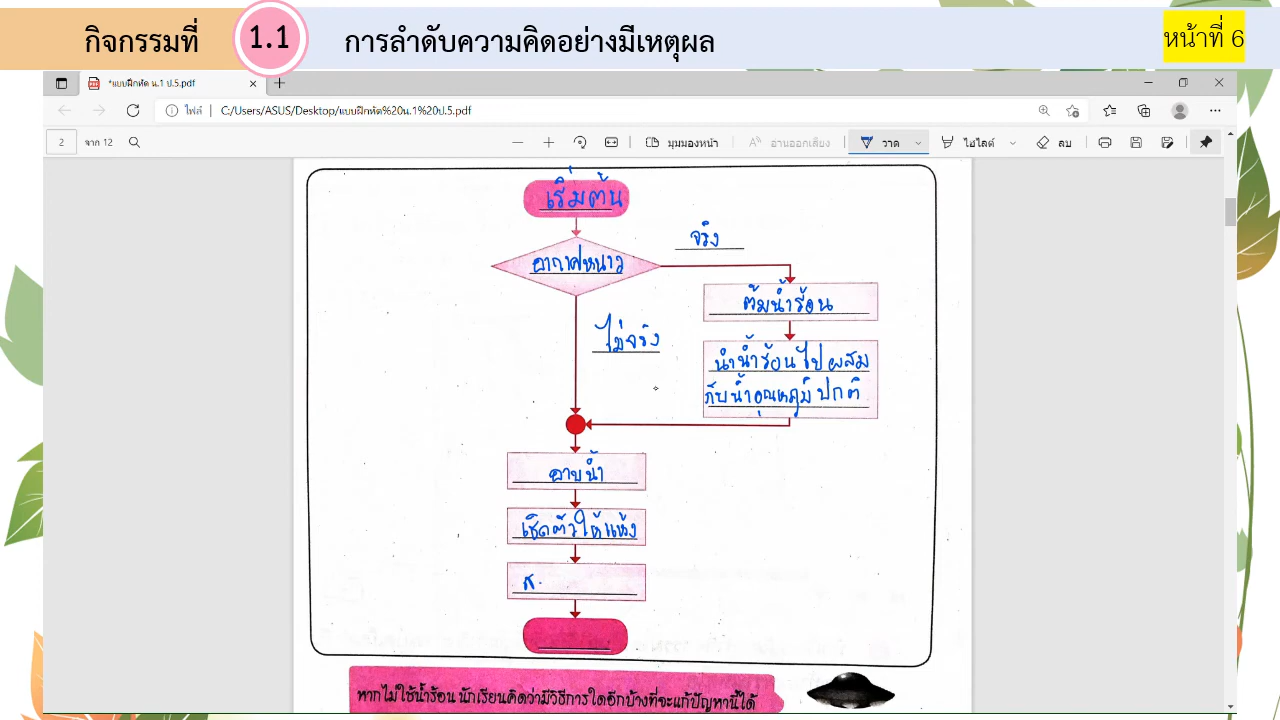 กิจกรรมที่ 1.1 การลำดับความคิดอย่างมีเหตุผล หน้าที่ 6
*แบบฝึกหัด น.1 ป.5.pdf
ไฟล์ C:/Users/ASUS/Desktop/แบบฝึกหัด%20น.1%20ป.5.pdf
2 จาก 12 มุมมองหน้า อ่านออกเสียง วาด ไฮไลต์ ลบ
เริ่มต้น
จริง
อากาศหนาว
ต้มน้ำร้อน
ไม่จริง
นำน้ำร้อนไปผสม
กับน้ำอุณหภูมิปกติ
อาบน้ำ
เช็ดตัวให้แห้ง
ส.
หากไม่ใช้น้ำร้อน นักเรียนคิดว่ามีวิธีการใดอีกบ้างที่จะแก้ปัญหานี้ได้